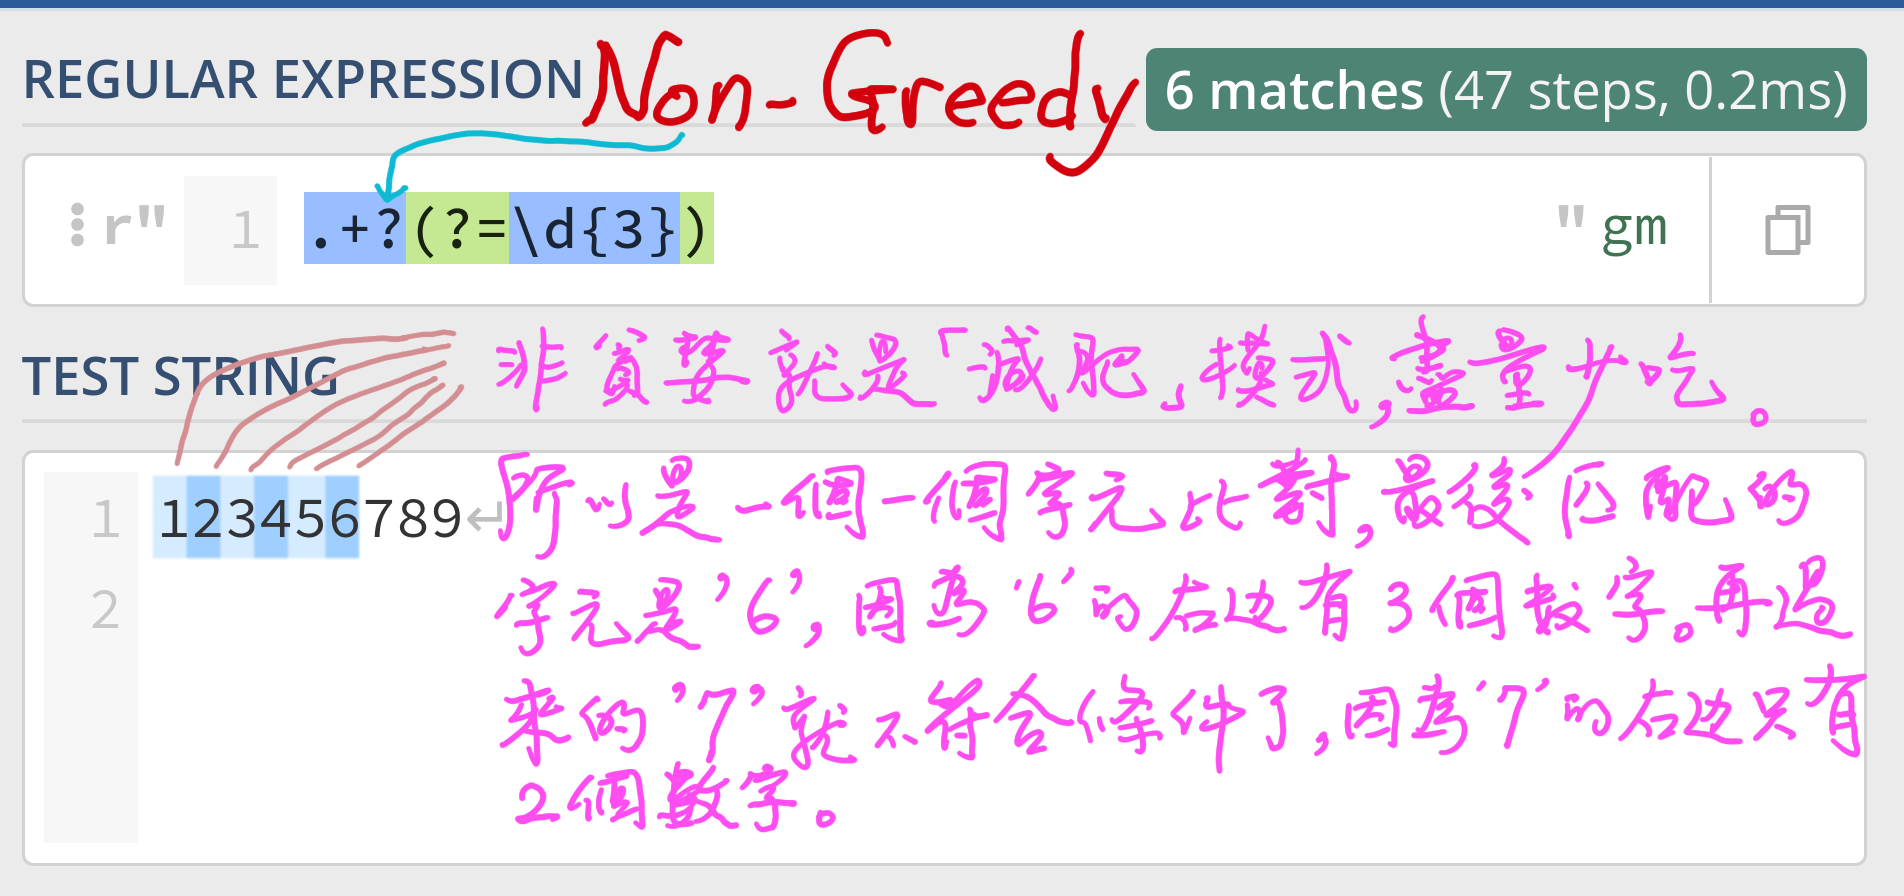 REGULAR EXPRESSION Non-Greedy 6 matches (47 steps, 0.2ms)
r" 1 .+?(?=\d{3}) " gm
TEST STRING
非貪婪就是「減肥」模式,盡量少吃。
1 123456789↵
2
所以是一個一個字元比對,最後匹配的
字元是'6',因為'6'的右边有3個數字。再過
來的'7'就不符合條件了,因為'7'的右边只有
2個數字。